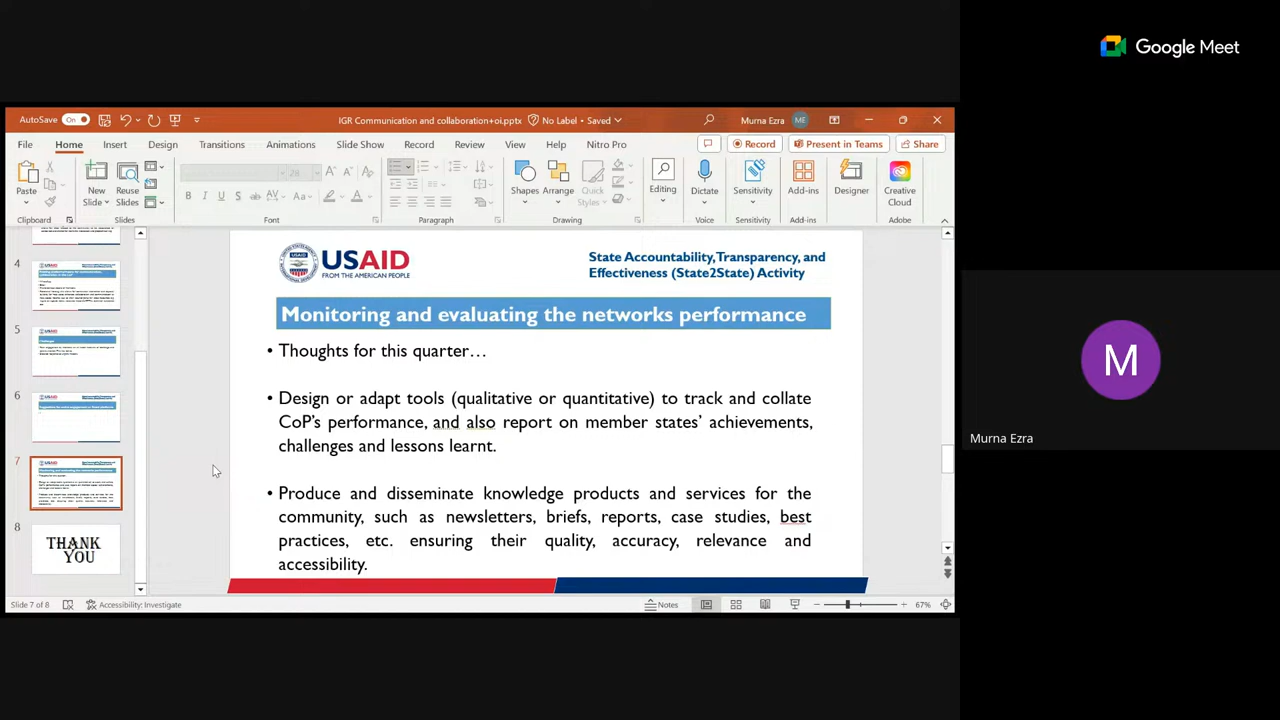 Google Meet
AutoSave On
IGR Communication and collaboration+oi.pptx No Label • Saved
Murna Ezra ME
File Home Insert Design Transitions Animations Slide Show Record Review View Help Nitro Pro
Record Present in Teams Share
Paste New Slide Reuse Slides
28
Shapes Arrange Quick Styles Editing Dictate Sensitivity Add-ins Designer Creative Cloud
Clipboard Slides Font Paragraph Drawing Voice Sensitivity Add-ins Adobe
4
5
6
7
8
THANK
YOU
USAID
FROM THE AMERICAN PEOPLE
State Accountability, Transparency, and
Effectiveness (State2State) Activity
Monitoring and evaluating the networks performance
• Thoughts for this quarter…
• Design or adapt tools (qualitative or quantitative) to track and collate
CoP's performance, and also report on member states' achievements,
challenges and lessons learnt.
• Produce and disseminate knowledge products and services for the
community, such as newsletters, briefs, reports, case studies, best
practices, etc. ensuring their quality, accuracy, relevance and
accessibility.
Slide 7 of 8 Accessibility: Investigate Notes 67%
M
Murna Ezra